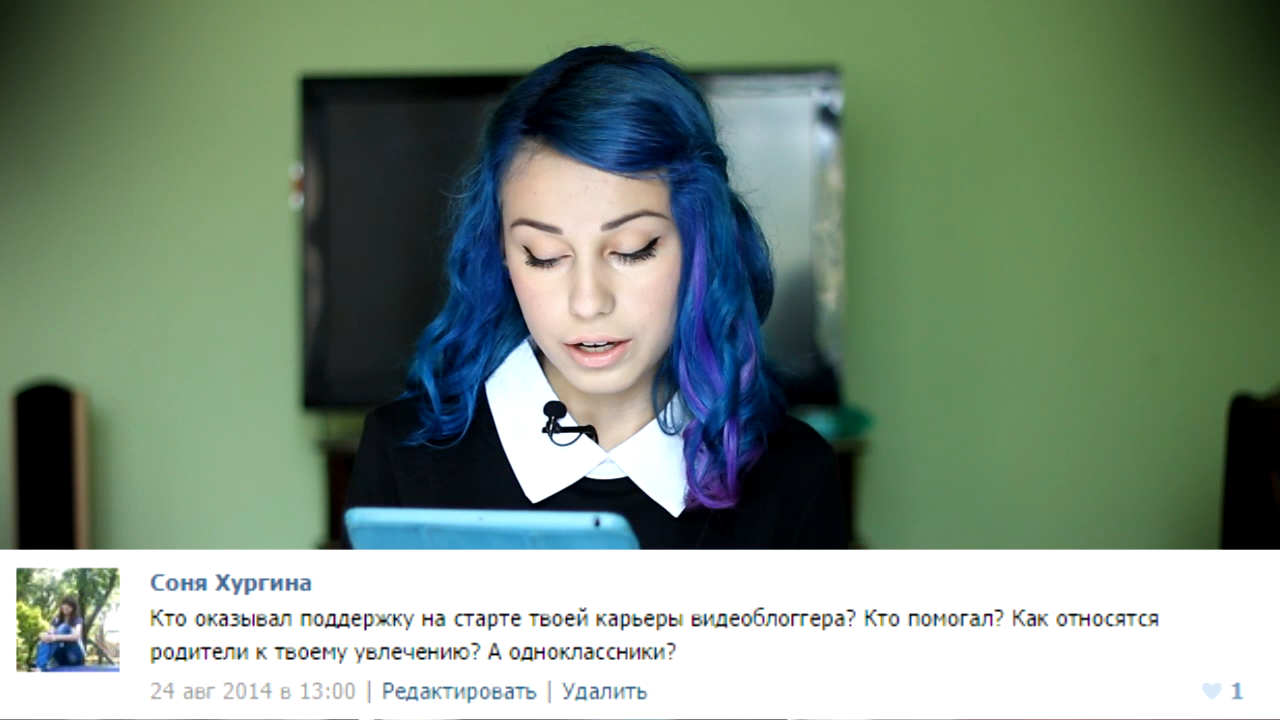 Соня Хургина
Кто оказывал поддержку на старте твоей карьеры видеоблоггера? Кто помогал? Как относятся
родители к твоему увлечению? А одноклассники?
24 авг 2014 в 13:00 | Редактировать | Удалить 1